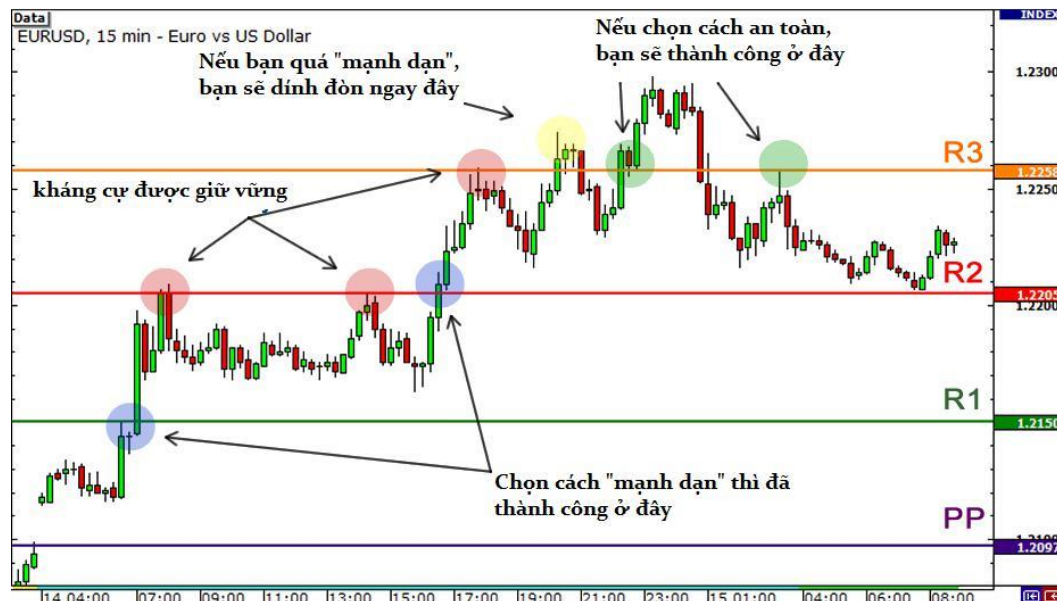 Data
INDEX
EURUSD, 15 min - Euro vs US Dollar
Nếu bạn quá "mạnh dạn",
bạn sẽ dính đòn ngay đây
Nếu chọn cách an toàn,
bạn sẽ thành công ở đây
1.2300
R3
1.2258
1.2250
kháng cự được giữ vững
R2
1.2205
1.2200
R1
1.2150
Chọn cách "mạnh dạn" thì đã
thành công ở đây
PP
1.2100
1.2097
14 04:00 07:00 09:00 11:00 13:00 15:00 17:00 19:00 21:00 23:00 15 01:00 04:00 06:00 08:00